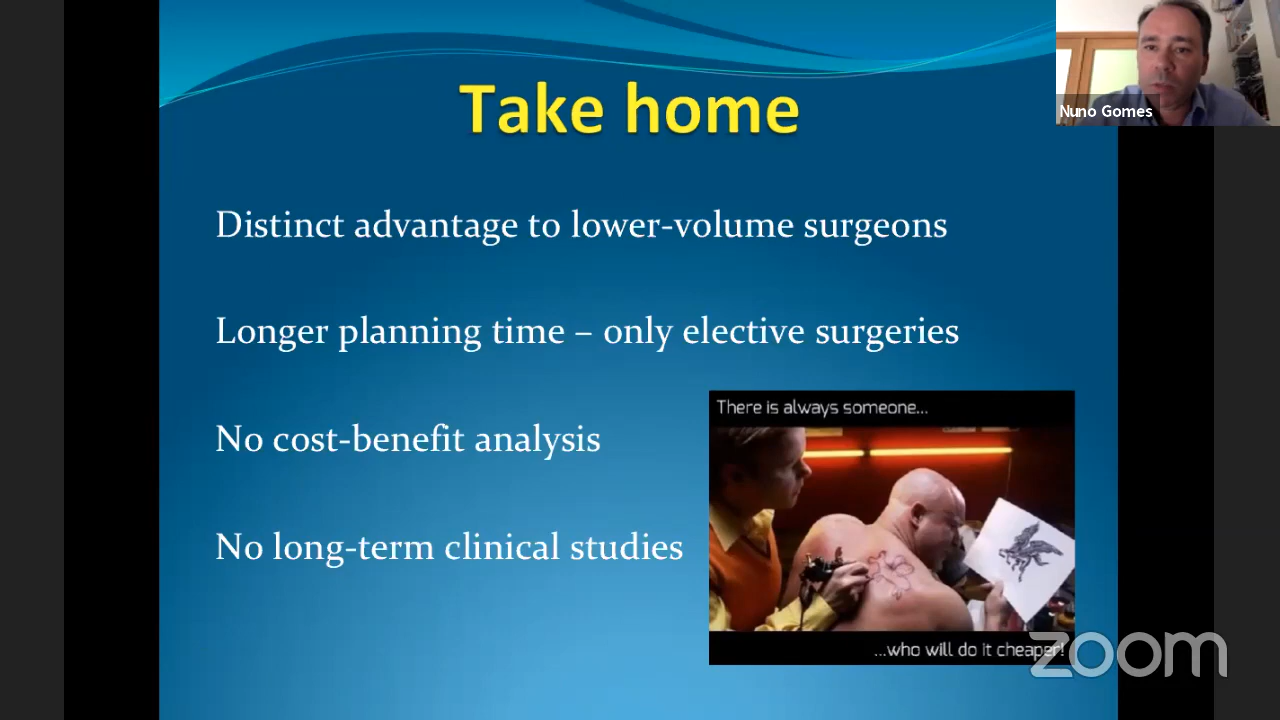 Take home
Nuno Gomes
Distinct advantage to lower-volume surgeons
Longer planning time – only elective surgeries
No cost-benefit analysis
No long-term clinical studies
There is always someone...
...who will do it cheaper!
zoom